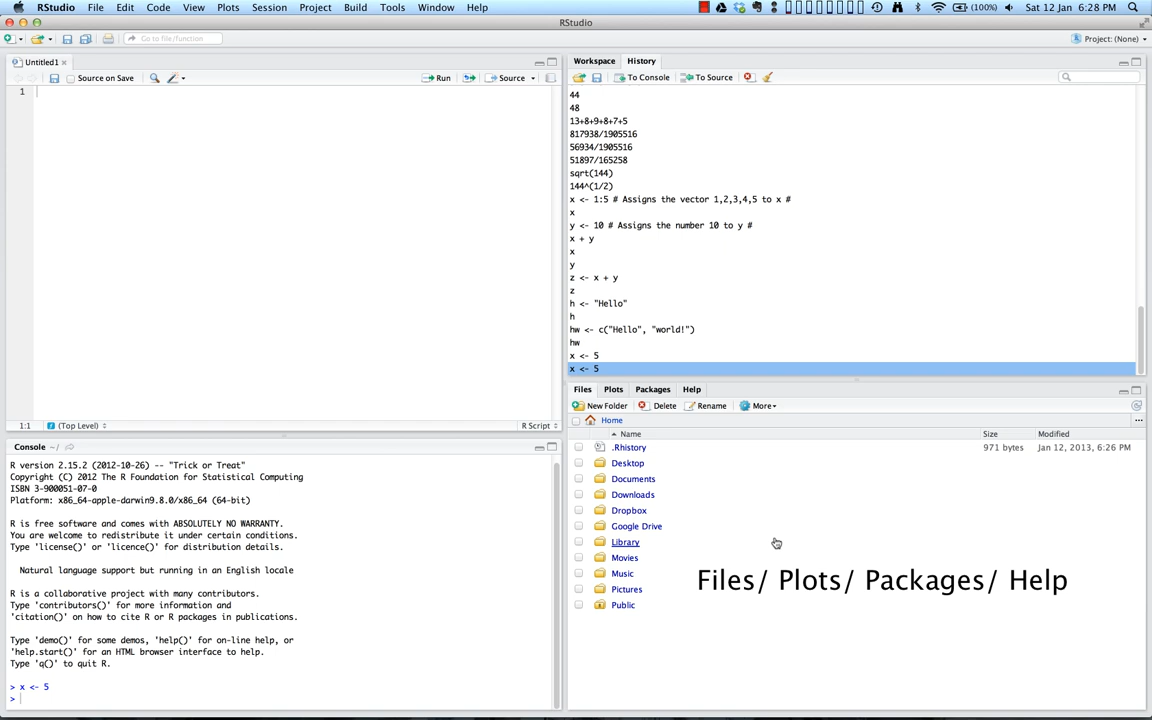 RStudio File Edit Code View Plots Session Project Build Tools Window Help (100%) Sat 12 Jan 6:28 PM
RStudio
Go to file/function Project: (None)
Untitled1
Source on Save Run Source
1
1:1 (Top Level) R Script
Workspace History
To Console To Source
44
48
13+8+9+8+7+5
817938/1905516
56934/1905516
51897/165258
sqrt(144)
144^(1/2)
x <- 1:5 # Assigns the vector 1,2,3,4,5 to x #
x
y <- 10 # Assigns the number 10 to y #
x + y
x
y
z <- x + y
z
h <- "Hello"
h
hw <- c("Hello", "world!")
hw
x <- 5
x <- 5
Console ~/
R version 2.15.2 (2012-10-26) -- "Trick or Treat"
Copyright (C) 2012 The R Foundation for Statistical Computing
ISBN 3-900051-07-0
Platform: x86_64-apple-darwin9.8.0/x86_64 (64-bit)
R is free software and comes with ABSOLUTELY NO WARRANTY.
You are welcome to redistribute it under certain conditions.
Type 'license()' or 'licence()' for distribution details.
Natural language support but running in an English locale
R is a collaborative project with many contributors.
Type 'contributors()' for more information and
'citation()' on how to cite R or R packages in publications.
Type 'demo()' for some demos, 'help()' for on-line help, or
'help.start()' for an HTML browser interface to help.
Type 'q()' to quit R.
> x <- 5
>
Files Plots Packages Help
New Folder Delete Rename More
Home
Name Size Modified
.Rhistory 971 bytes Jan 12, 2013, 6:26 PM
Desktop
Documents
Downloads
Dropbox
Google Drive
Library
Movies
Music
Pictures
Public
Files/ Plots/ Packages/ Help